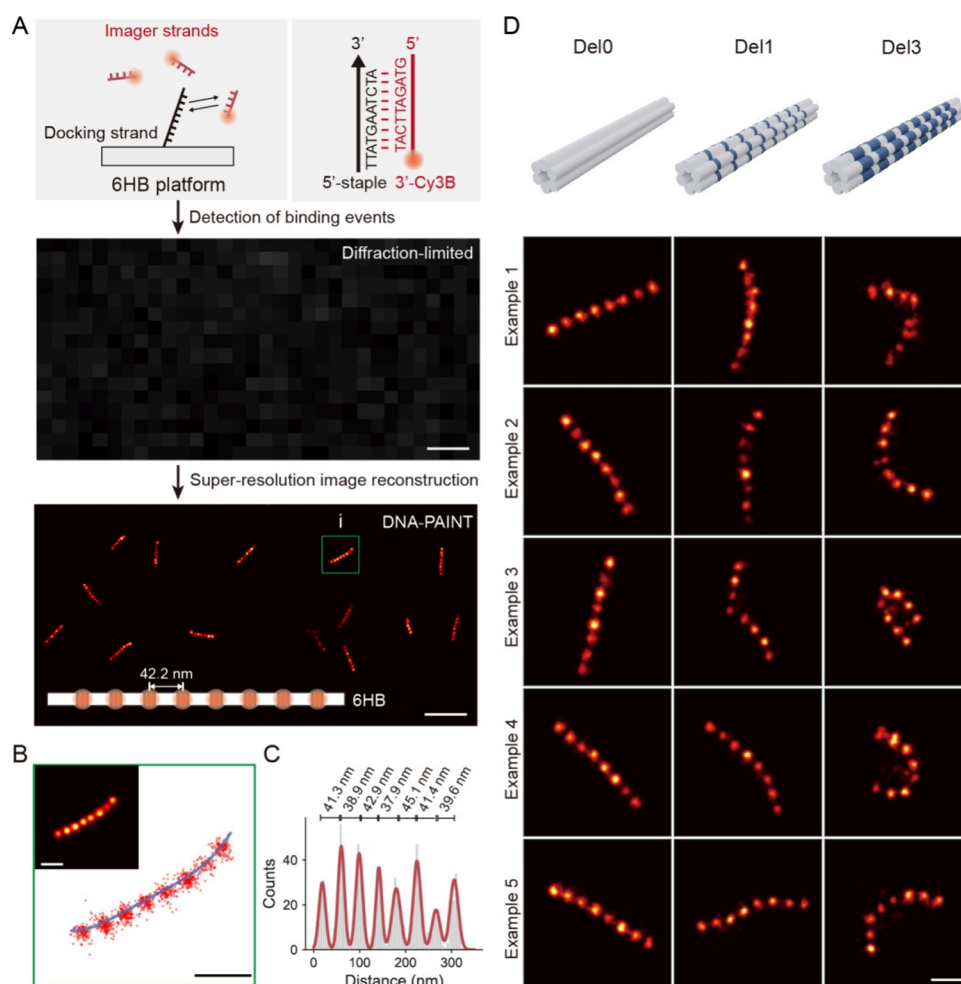 A
Imager strands
Docking strand
6HB platform
3’
5’
TTATGAATCTA
TACTTAGATG
5’-staple
3’-Cy3B
Detection of binding events
Diffraction-limited
Super-resolution image reconstruction
i
DNA-PAINT
42.2 nm
6HB
B
C
41.3 nm
38.9 nm
42.9 nm
37.9 nm
45.1 nm
41.4 nm
39.6 nm
Counts
40
20
0
0
100
200
300
Distance (nm)
D
Del0
Del1
Del3
Example 1
Example 2
Example 3
Example 4
Example 5